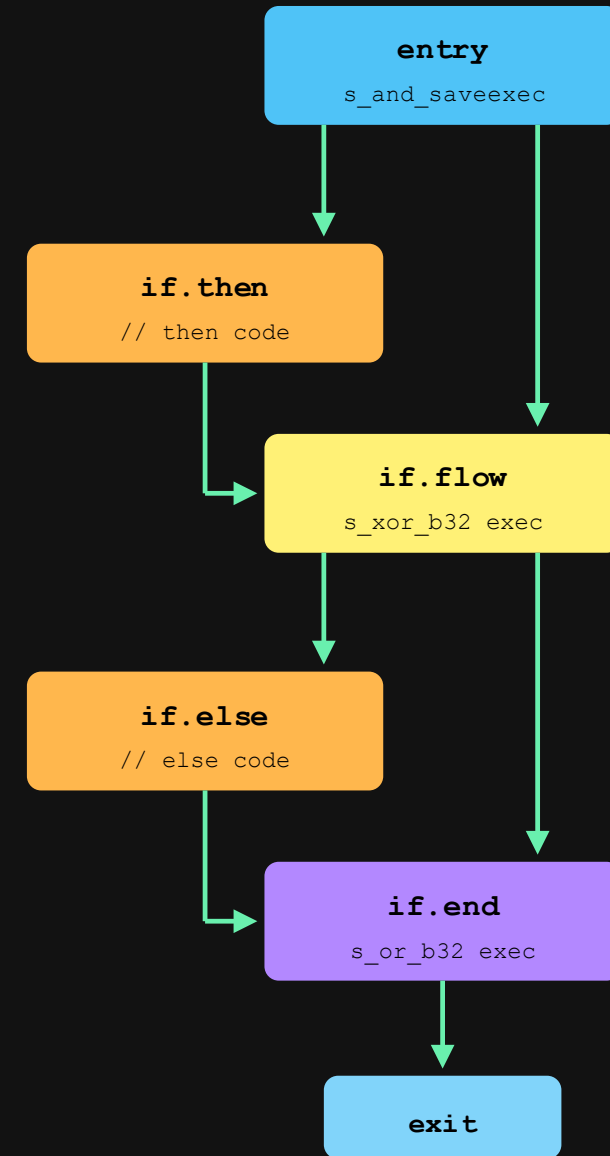 entry
s_and_saveexec
if.then
// then code
if.flow
s_xor_b32 exec
if.else
// else code
if.end
s_or_b32 exec
exit